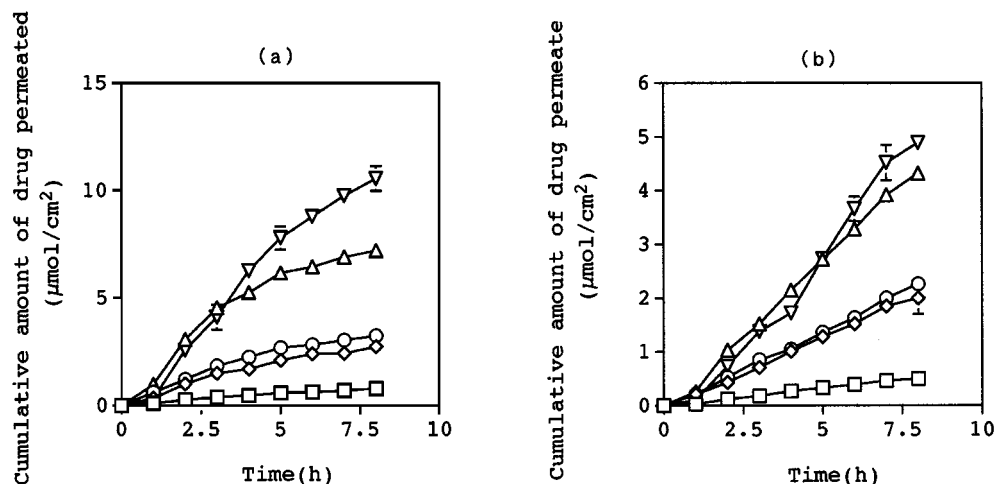 (a)
Cumulative amount of drug permeated
(µmol/cm²)
15
10
5
0
0
2.5
5
7.5
10
Time(h)
(b)
Cumulative amount of drug permeate
(µmol/cm²)
6
5
4
3
2
1
0
0
2.5
5
7.5
10
Time(h)